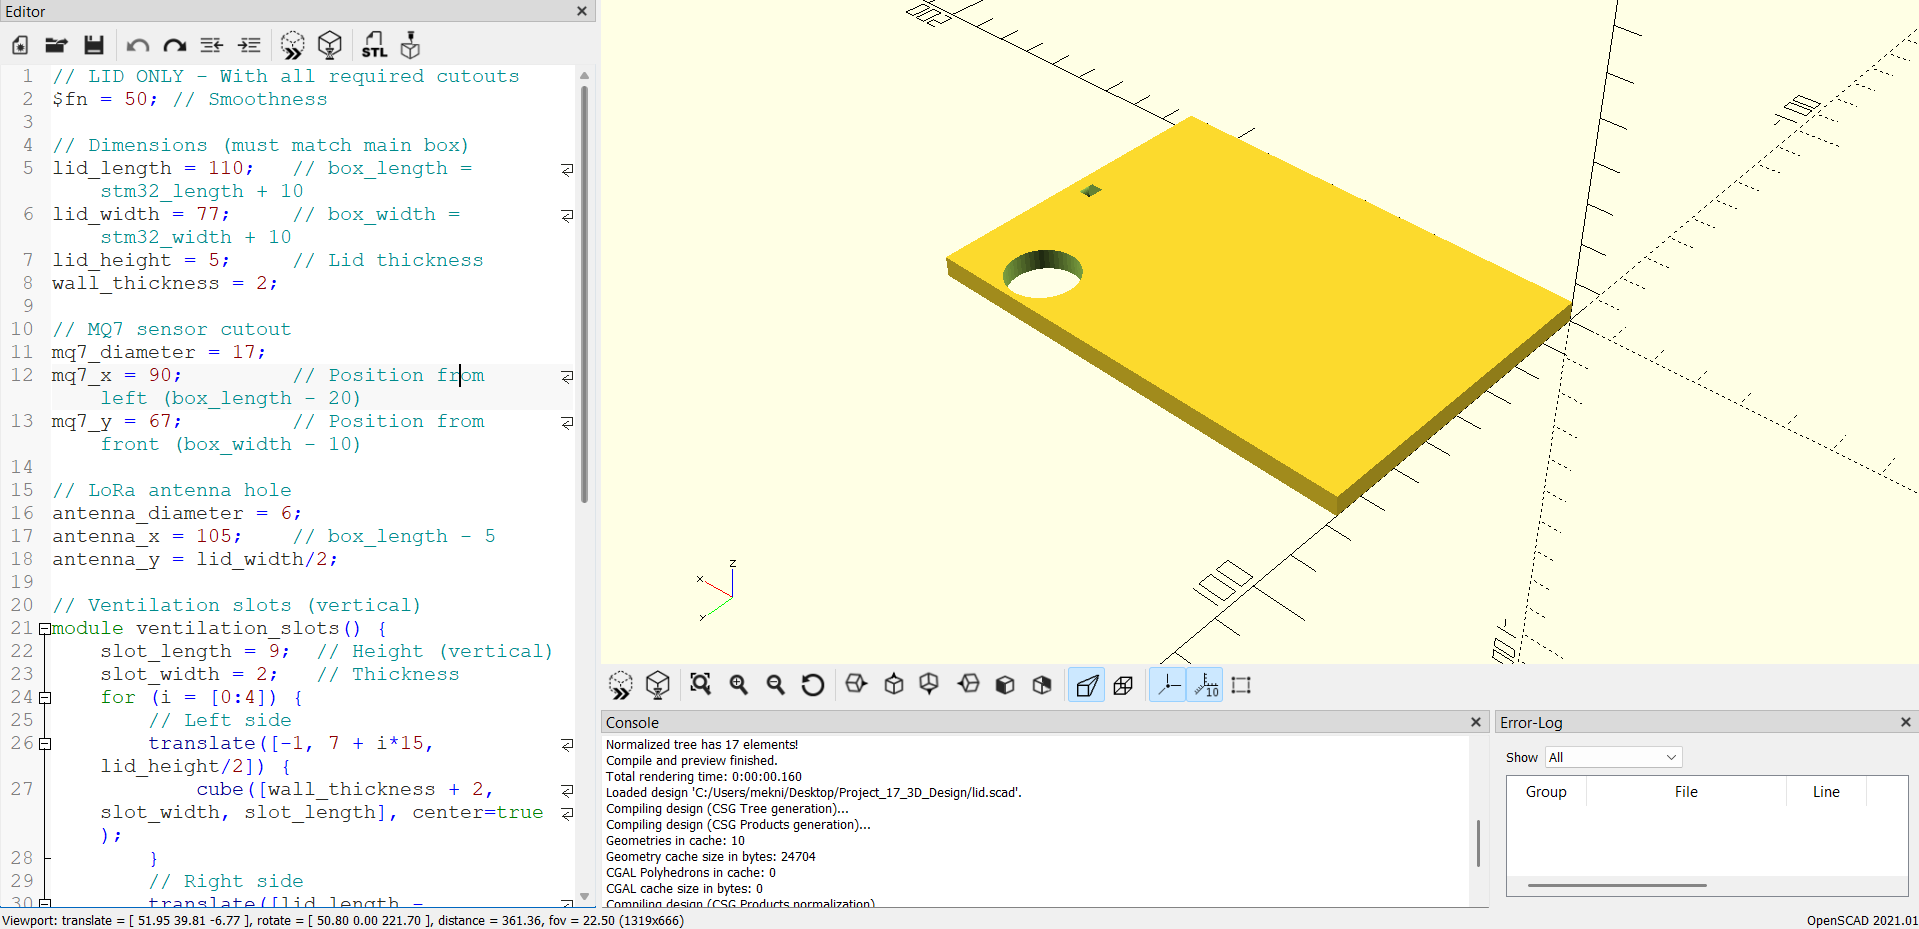 Editor
STL
1 // LID ONLY - With all required cutouts
2 $fn = 50; // Smoothness
3
4 // Dimensions (must match main box)
5 lid_length = 110;   // box_length =
stm32_length + 10
6 lid_width = 77;     // box_width =
stm32_width + 10
7 lid_height = 5;     // Lid thickness
8 wall_thickness = 2;
9
10 // MQ7 sensor cutout
11 mq7_diameter = 17;
12 mq7_x = 90;         // Position from
left (box_length - 20)
13 mq7_y = 67;         // Position from
front (box_width - 10)
14
15 // LoRa antenna hole
16 antenna_diameter = 6;
17 antenna_x = 105;    // box_length - 5
18 antenna_y = lid_width/2;
19
20 // Ventilation slots (vertical)
21 module ventilation_slots() {
22     slot_length = 9;  // Height (vertical)
23     slot_width = 2;   // Thickness
24     for (i = [0:4]) {
25         // Left side
26         translate([-1, 7 + i*15,
lid_height/2]) {
27             cube([wall_thickness + 2,
slot_width, slot_length], center=true
);
28         }
29         // Right side
30         translate([lid_length -
100
z
x
y
10
Console
Normalized tree has 17 elements!
Compile and preview finished.
Total rendering time: 0:00:00.160
Loaded design 'C:/Users/mekni/Desktop/Project_17_3D_Design/lid.scad'.
Compiling design (CSG Tree generation)...
Compiling design (CSG Products generation)...
Geometries in cache: 10
Geometry cache size in bytes: 24704
CGAL Polyhedrons in cache: 0
CGAL cache size in bytes: 0
Compiling design (CSG Products normalization)
Error-Log
Show All
Group File Line
Viewport: translate = [ 51.95 39.81 -6.77 ], rotate = [ 50.80 0.00 221.70 ], distance = 361.36, fov = 22.50 (1319x666)
OpenSCAD 2021.01